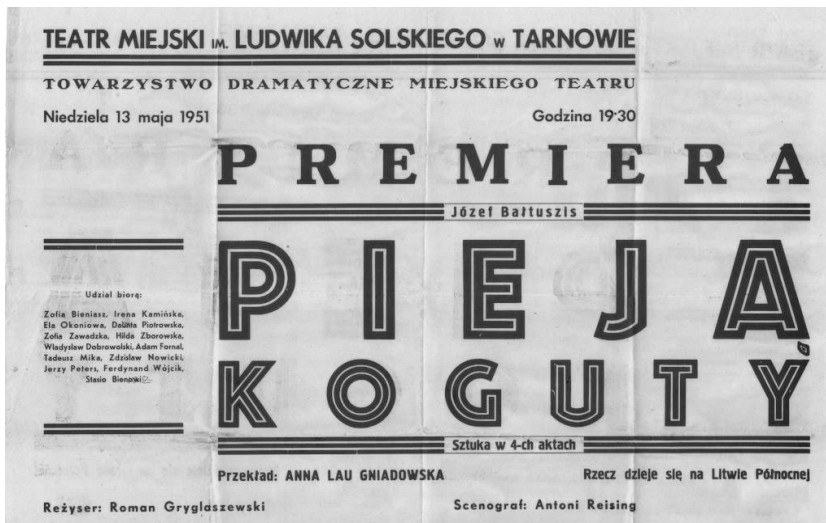 TEATR MIEJSKI IM. LUDWIKA SOLSKIEGO W TARNOWIE
TOWARZYSTWO DRAMATYCZNE MIEJSKIEGO TEATRU
Niedziela 13 maja 1951 Godzina 19·30
PREMIERA
Józef Bałtuszis
PIEJĄ
KOGUTY
Sztuka w 4-ch aktach
Udział biorą:
Zofia Bieniasz, Irena Kamińska,
Ela Okoniowa, Danuta Piotrowska,
Zofia Zawadzka, Hilda Zborowska,
Władysław Dobrowolski, Adam Fornal,
Tadeusz Mika, Zdzisław Nowicki,
Jerzy Peters, Ferdynand Wójcik,
Stasio
Przekład: ANNA LAU GNIADOWSKA Rzecz dzieje się na Litwie Północnej
Reżyser: Roman Gryglaszewski Scenograf: Antoni Reising